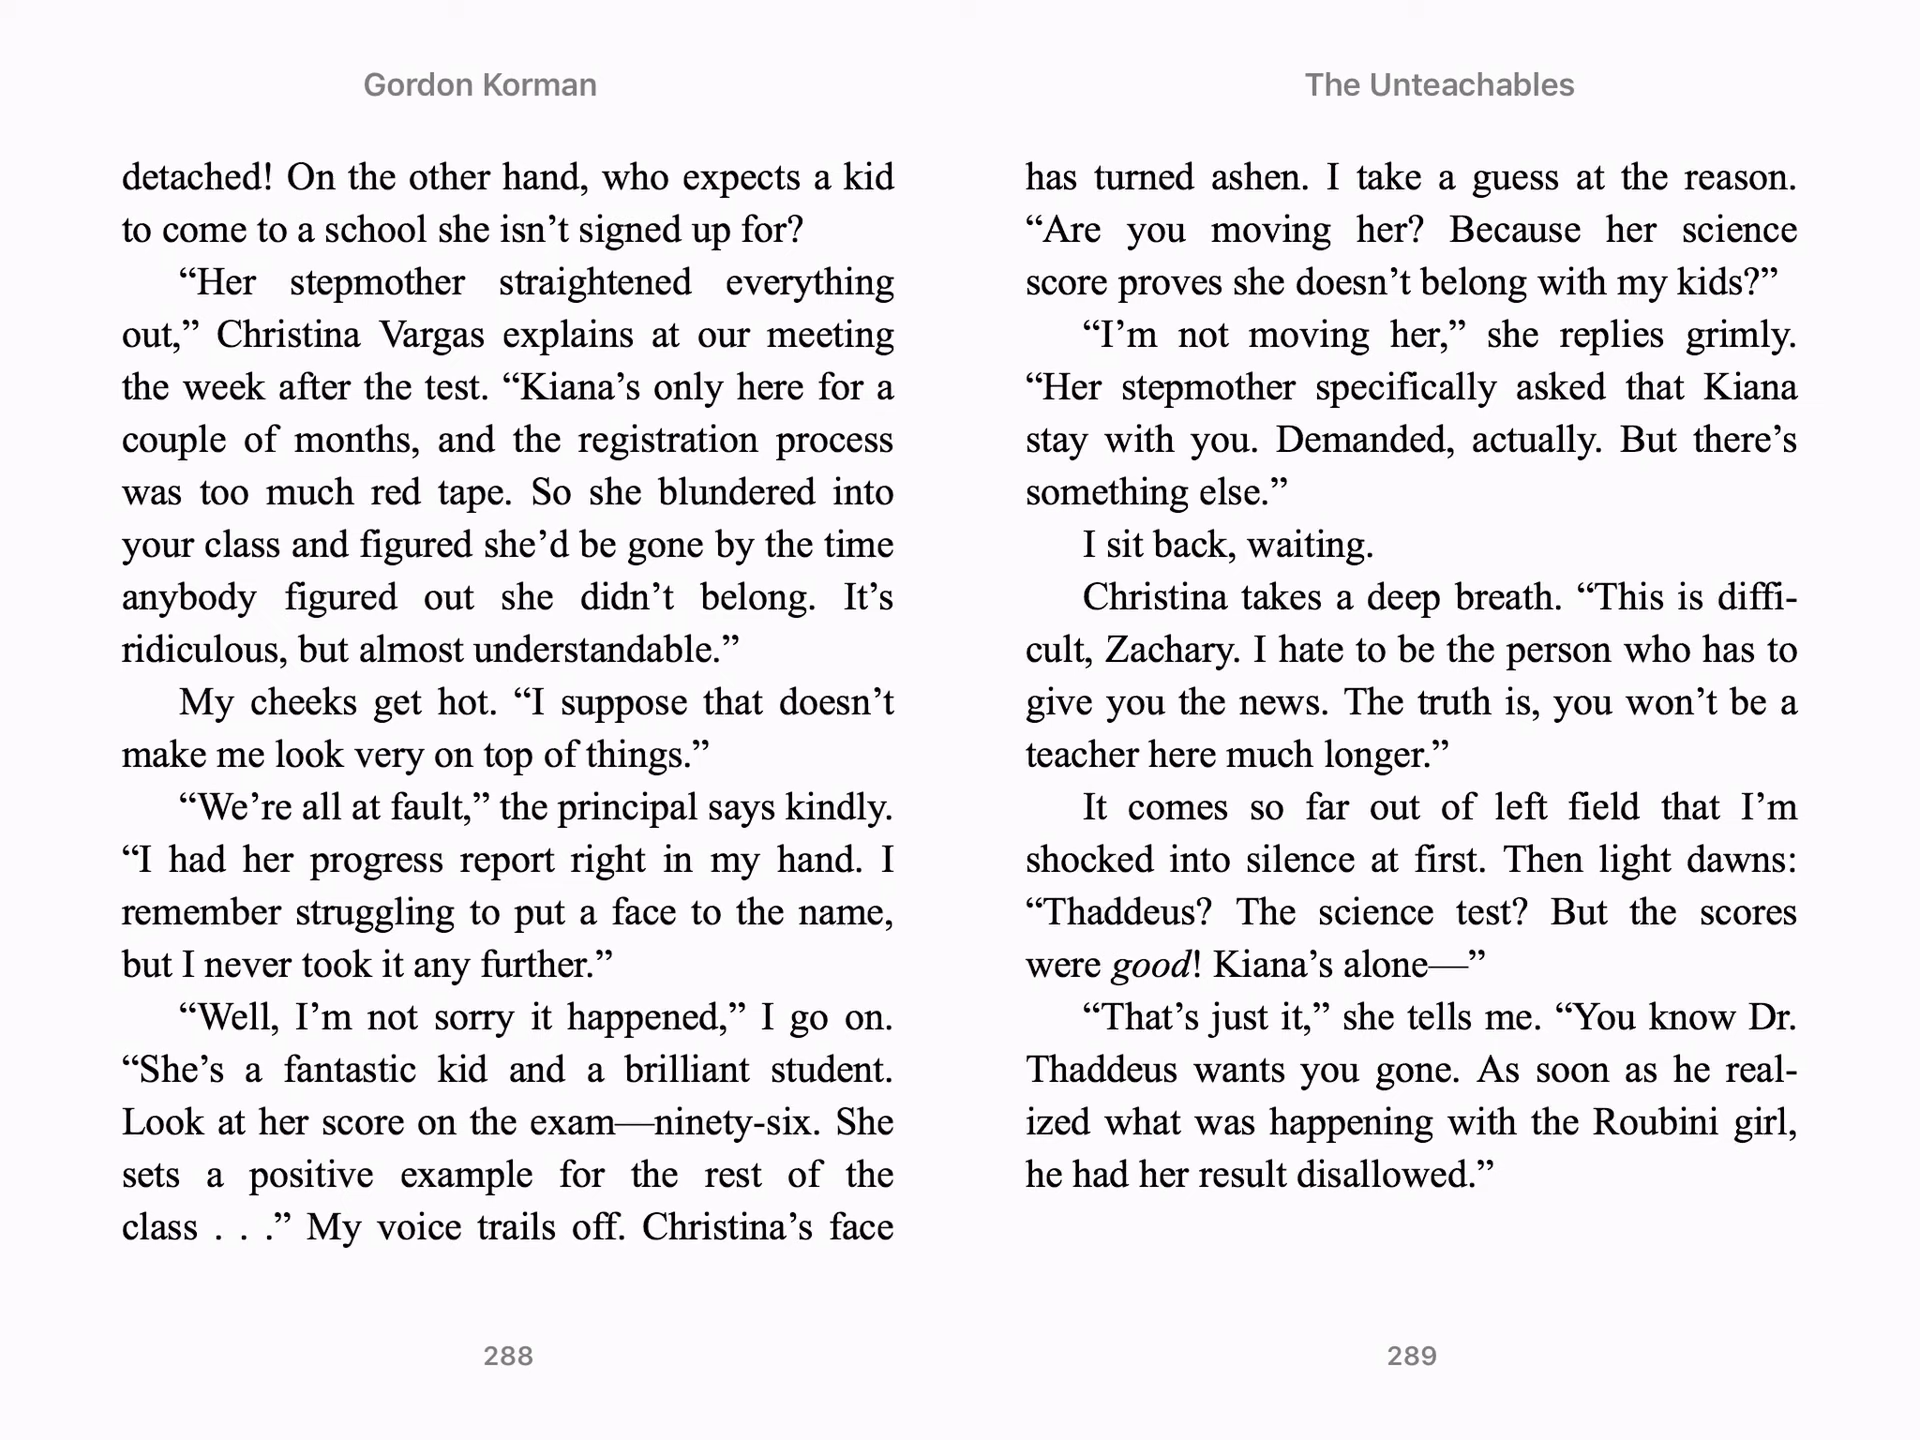 Gordon Korman
detached! On the other hand, who expects a kid
to come to a school she isn’t signed up for?
“Her stepmother straightened everything
out,” Christina Vargas explains at our meeting
the week after the test. “Kiana’s only here for a
couple of months, and the registration process
was too much red tape. So she blundered into
your class and figured she’d be gone by the time
anybody figured out she didn’t belong. It’s
ridiculous, but almost understandable.”
My cheeks get hot. “I suppose that doesn’t
make me look very on top of things.”
“We’re all at fault,” the principal says kindly.
“I had her progress report right in my hand. I
remember struggling to put a face to the name,
but I never took it any further.”
“Well, I’m not sorry it happened,” I go on.
“She’s a fantastic kid and a brilliant student.
Look at her score on the exam—ninety-six. She
sets a positive example for the rest of the
class . . .” My voice trails off. Christina’s face
288
The Unteachables
has turned ashen. I take a guess at the reason.
“Are you moving her? Because her science
score proves she doesn’t belong with my kids?”
“I’m not moving her,” she replies grimly.
“Her stepmother specifically asked that Kiana
stay with you. Demanded, actually. But there’s
something else.”
I sit back, waiting.
Christina takes a deep breath. “This is diffi-
cult, Zachary. I hate to be the person who has to
give you the news. The truth is, you won’t be a
teacher here much longer.”
It comes so far out of left field that I’m
shocked into silence at first. Then light dawns:
“Thaddeus? The science test? But the scores
were good! Kiana’s alone—”
“That’s just it,” she tells me. “You know Dr.
Thaddeus wants you gone. As soon as he real-
ized what was happening with the Roubini girl,
he had her result disallowed.”
289